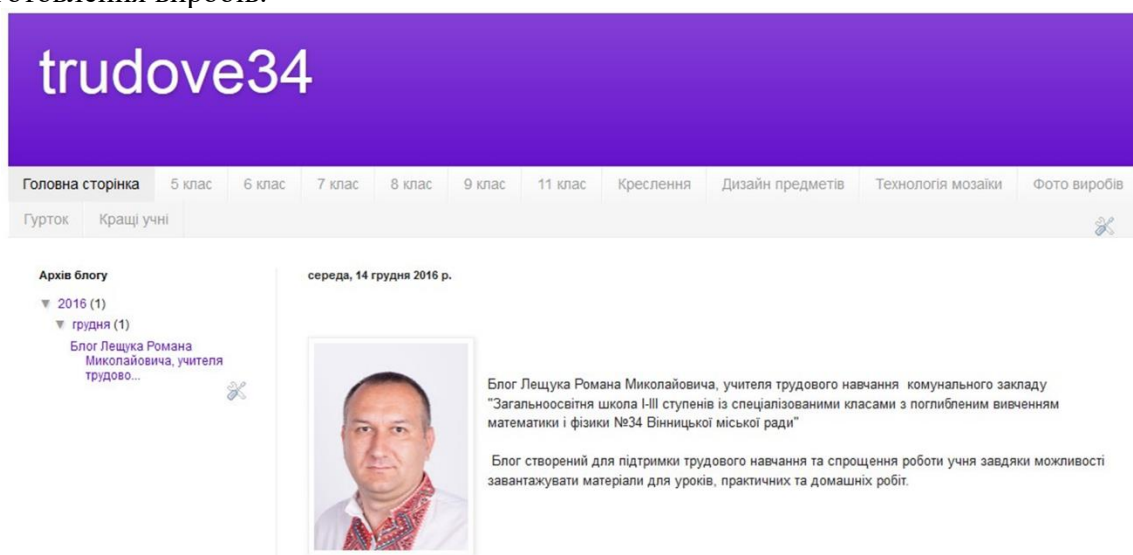 готовлення виробів.
trudove34
Головна сторінка 5 клас 6 клас 7 клас 8 клас 9 клас 11 клас Креслення Дизайн предметів Технологія мозаїки Фото виробів
Гурток Кращі учні
Архів блогу
▼ 2016 (1)
▼ грудня (1)
Блог Лещука Романа
Миколайовича, учителя
трудово...
середа, 14 грудня 2016 р.
Блог Лещука Романа Миколайовича, учителя трудового навчання комунального закладу
"Загальноосвітня школа І-ІІІ ступенів із спеціалізованими класами з поглибленим вивченням
математики і фізики №34 Вінницької міської ради"
Блог створений для підтримки трудового навчання та спрощення роботи учня завдяки можливості
завантажувати матеріали для уроків, практичних та домашніх робіт.